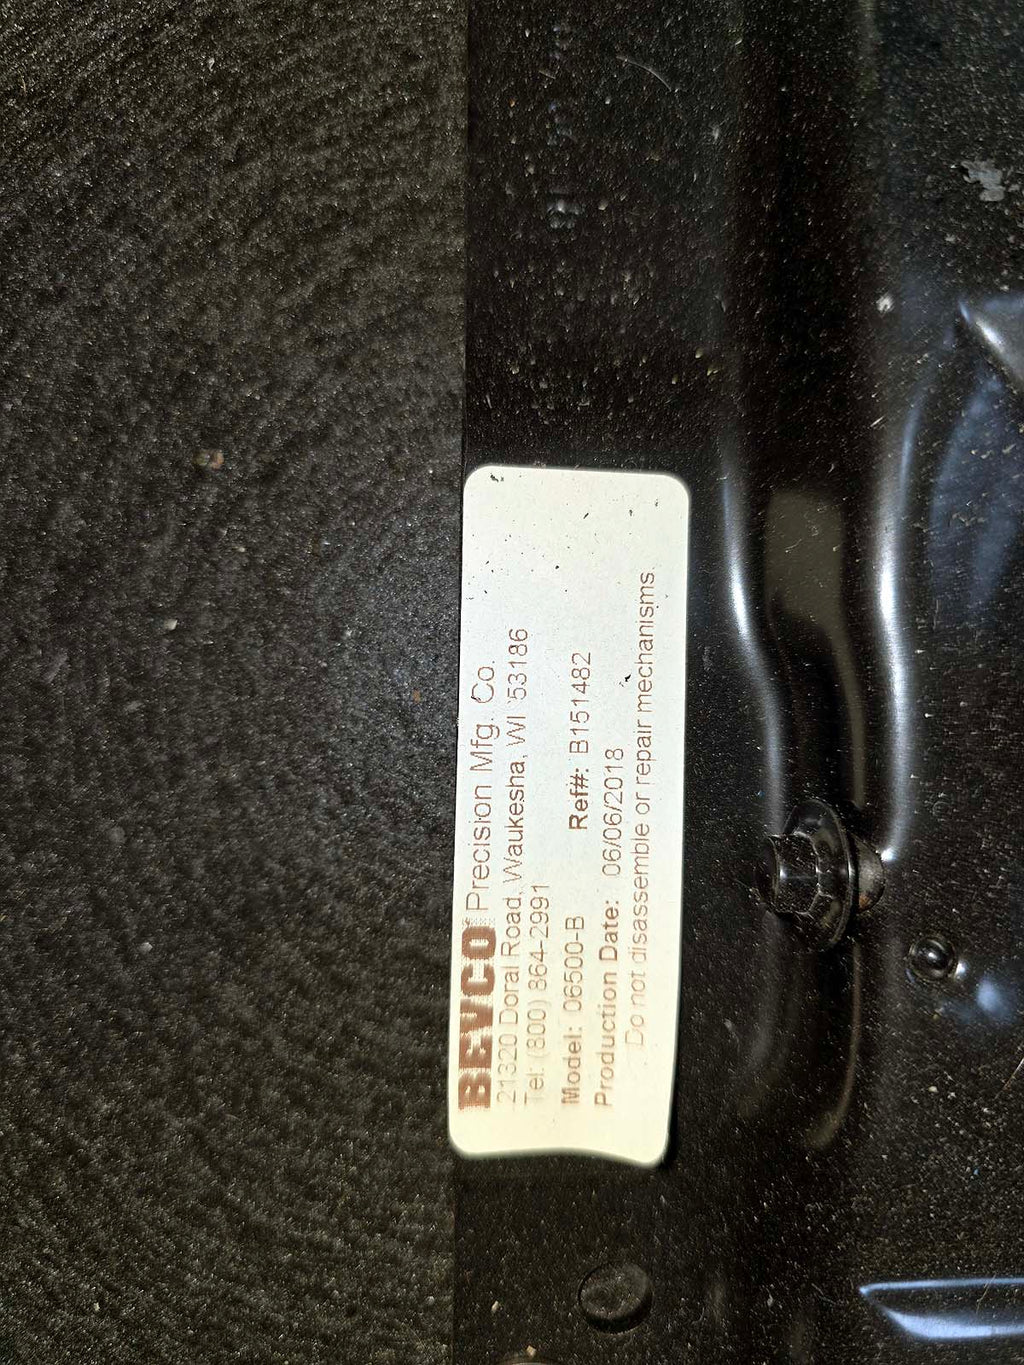 BEVCO Precision Mfg. Co.
21320 Doral Road, Waukesha, WI 53186
Tel: (800) 864-2991
Model: 06500-B Ref#: B151482
Production Date: 06/06/2018
Do not disassemble or repair mechanisms.